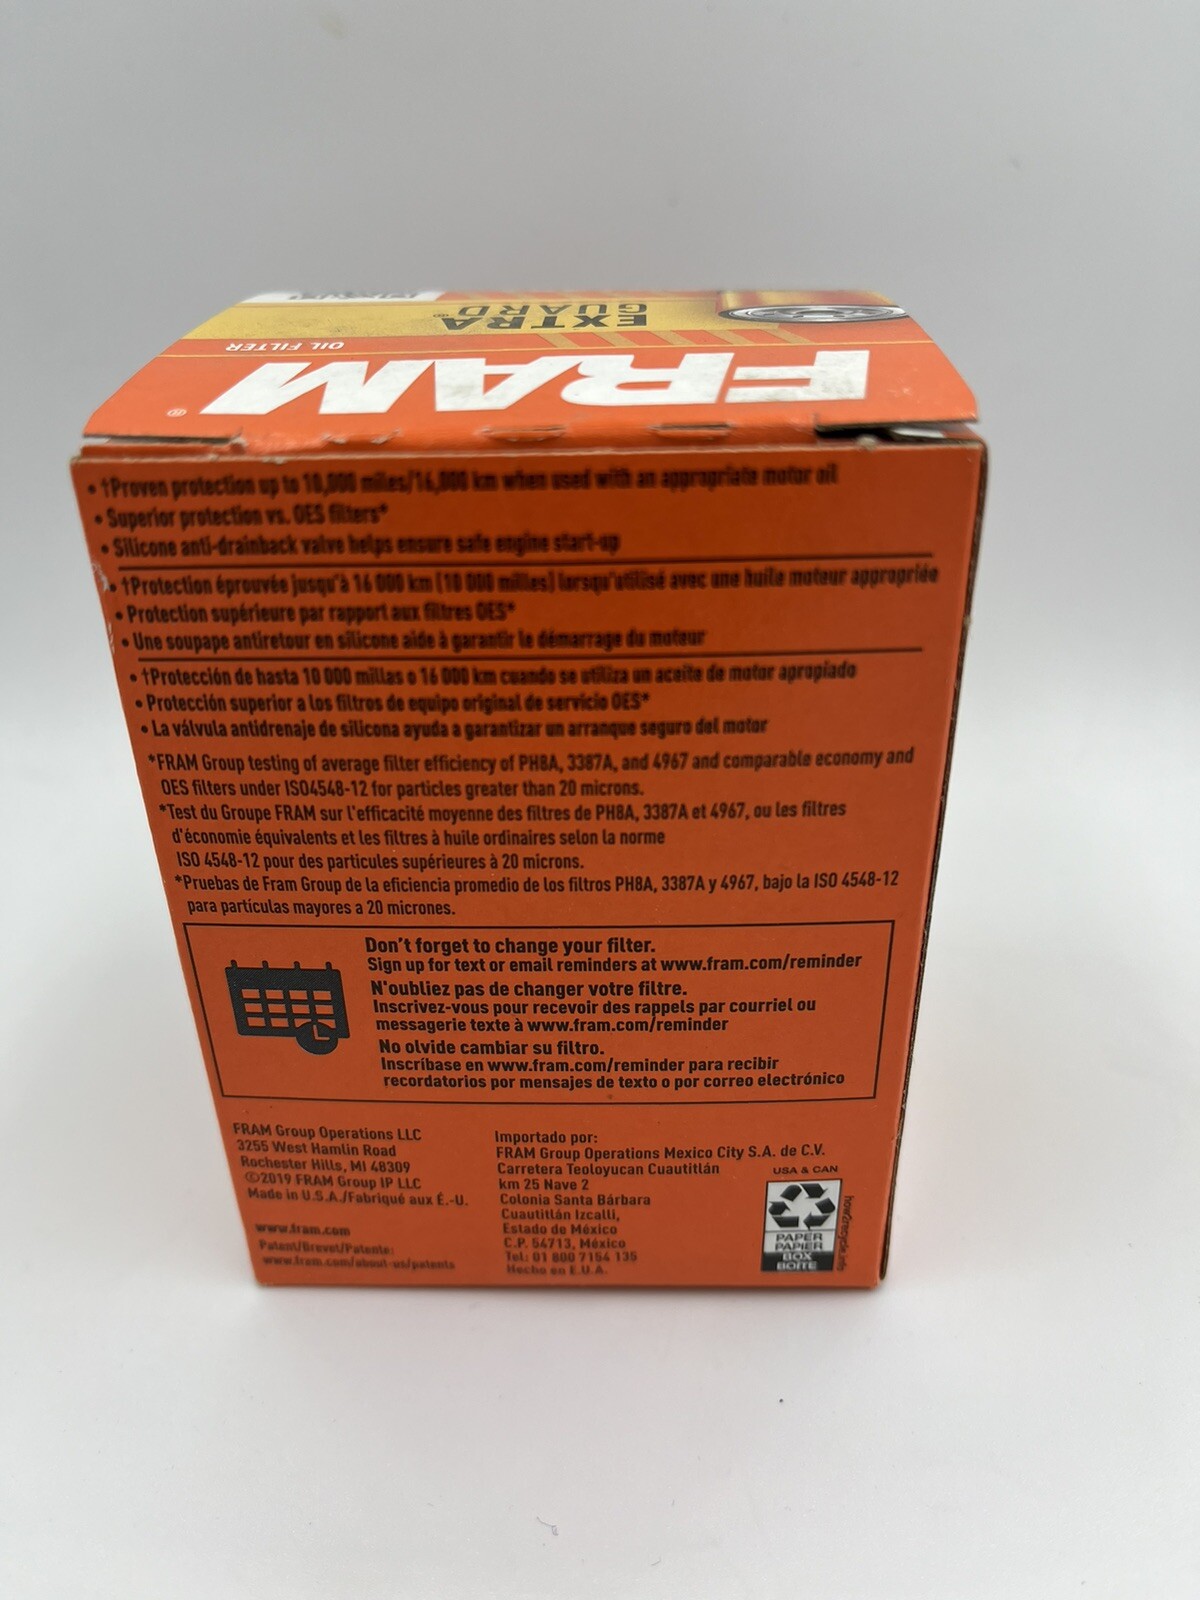 EXTRA
GUARD®
OIL FILTER
FRAM®
• †Proven protection up to 10,000 miles/16,000 km when used with an appropriate motor oil
• Superior protection vs. OES filters*
• Silicone anti-drainback valve helps ensure safe engine start-up
• †Protection éprouvée jusqu'à 16 000 km (10 000 milles) lorsqu'utilisé avec une huile moteur appropriée
• Protection supérieure par rapport aux filtres OES*
• Une soupape antiretour en silicone aide à garantir le démarrage du moteur
• †Protección de hasta 10 000 millas o 16 000 km cuando se utiliza un aceite de motor apropiado
• Protección superior a los filtros de equipo original de servicio OES*
• La válvula antidrenaje de silicona ayuda a garantizar un arranque seguro del motor
*FRAM Group testing of average filter efficiency of PH8A, 3387A, and 4967 and comparable economy and
OES filters under ISO4548-12 for particles greater than 20 microns.
*Test du Groupe FRAM sur l'efficacité moyenne des filtres de PH8A, 3387A et 4967, ou les filtres
d'économie équivalents et les filtres à huile ordinaires selon la norme
ISO 4548-12 pour des particules supérieures à 20 microns.
*Pruebas de Fram Group de la eficiencia promedio de los filtros PH8A, 3387A y 4967, bajo la ISO 4548-12
para partículas mayores a 20 micrones.
Don't forget to change your filter.
Sign up for text or email reminders at www.fram.com/reminder
N'oubliez pas de changer votre filtre.
Inscrivez-vous pour recevoir des rappels par courriel ou
messagerie texte à www.fram.com/reminder
No olvide cambiar su filtro.
Inscríbase en www.fram.com/reminder para recibir
recordatorios por mensajes de texto o por correo electrónico
FRAM Group Operations LLC
3255 West Hamlin Road
Rochester Hills, MI 48309
©2019 FRAM Group IP LLC
Made in U.S.A./Fabriqué aux É.-U.
www.fram.com
Patent/Brevet/Patente:
www.fram.com/about-us/patents
Importado por:
FRAM Group Operations Mexico City S.A. de C.V.
Carretera Teoloyucan Cuautitlán
km 25 Nave 2
Colonia Santa Bárbara
Cuautitlán Izcalli,
Estado de México
C.P. 54713, México
Tel: 01 800 7154 135
Hecho en E.U.A.
USA & CAN
PAPER
PAPIER
BOX
BOÎTE
how2recycle.info